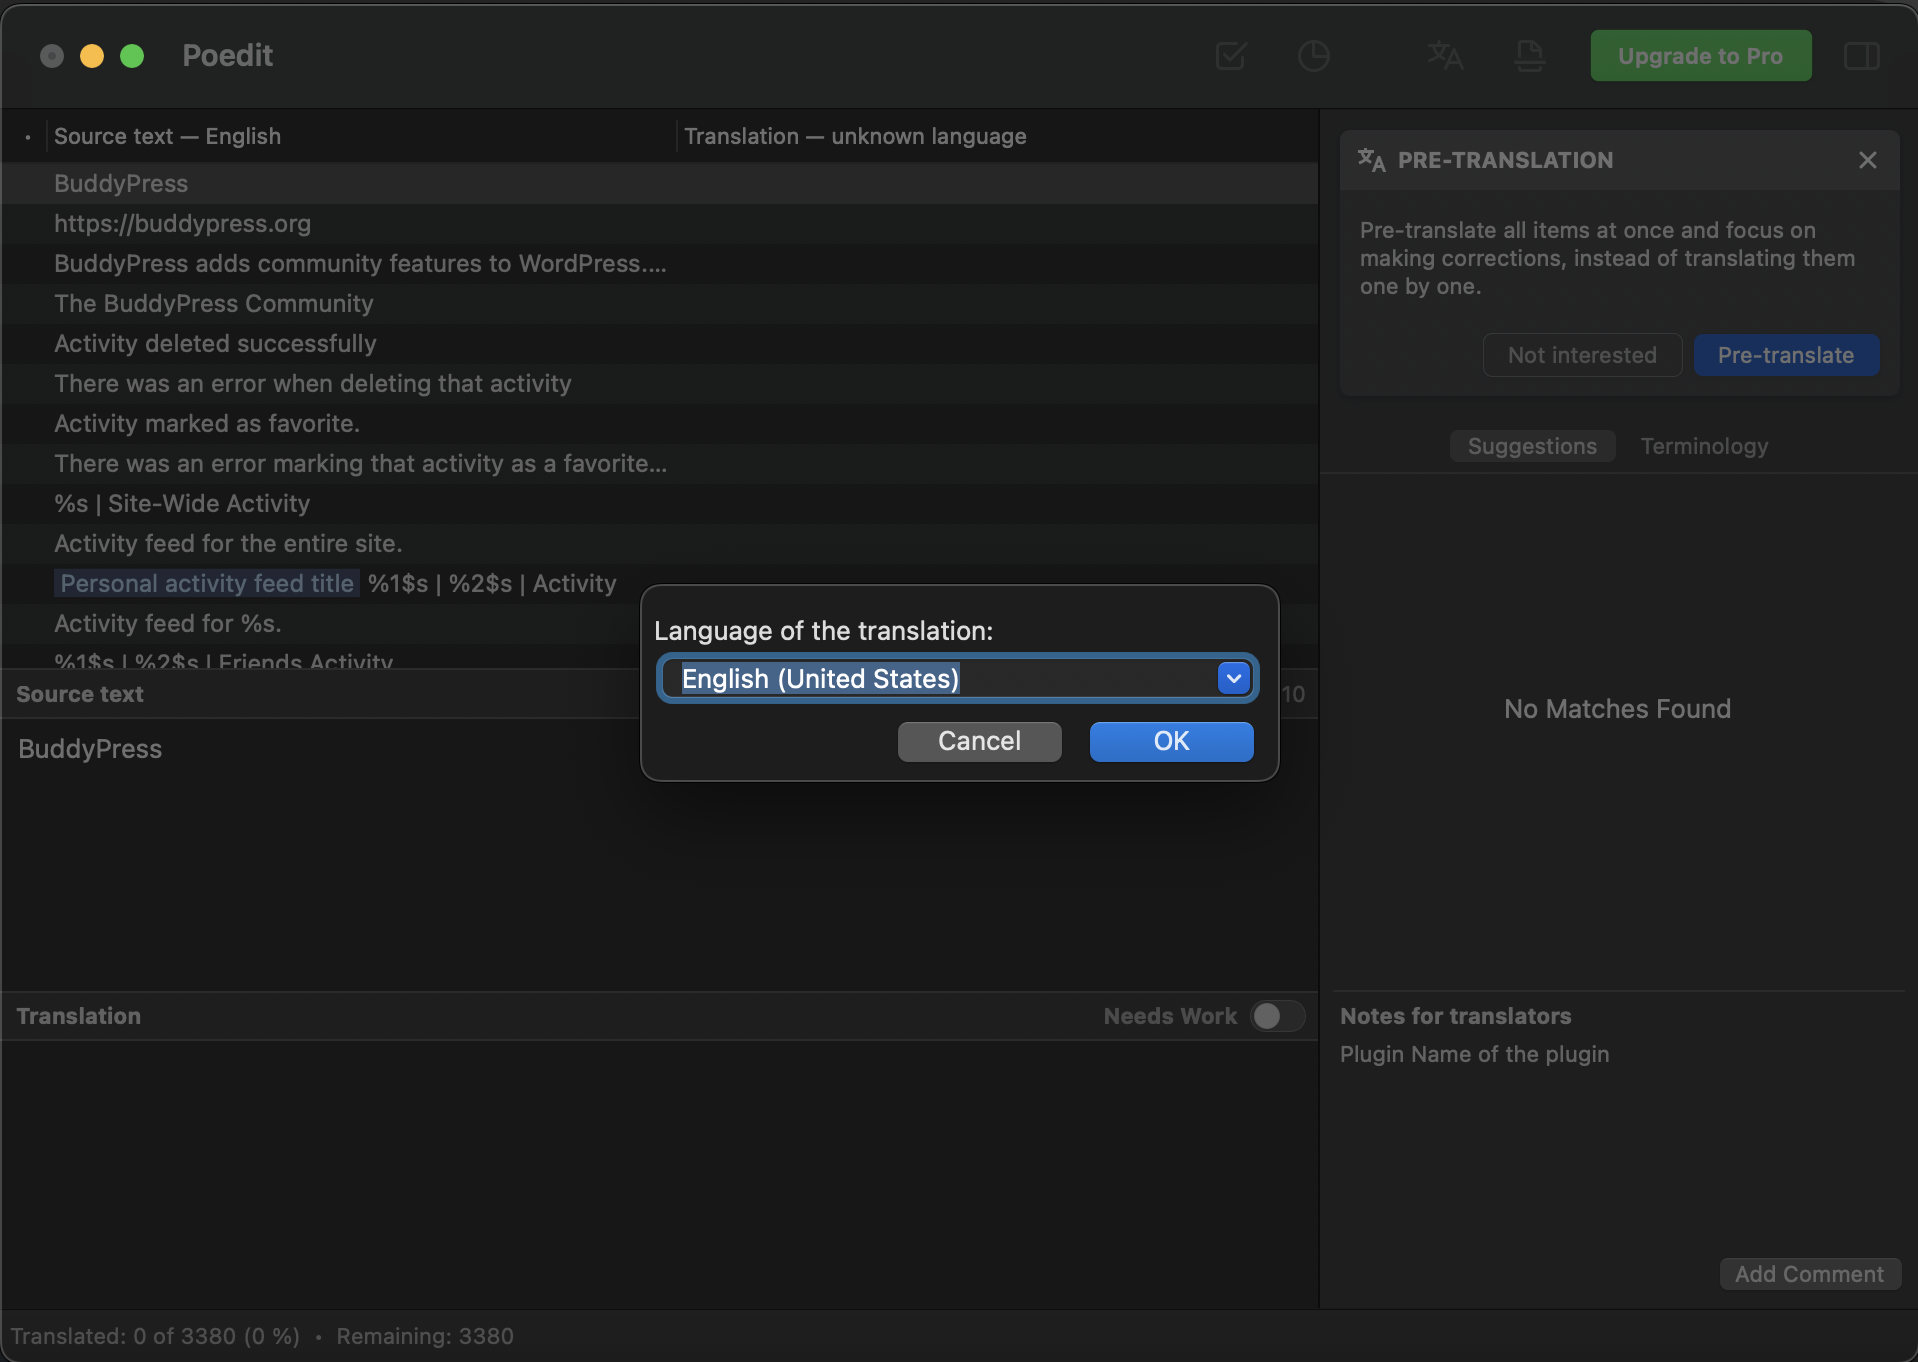 Poedit
Upgrade to Pro
Source text — English
Translation — unknown language
BuddyPress
https://buddypress.org
BuddyPress adds community features to WordPress....
The BuddyPress Community
Activity deleted successfully
There was an error when deleting that activity
Activity marked as favorite.
There was an error marking that activity as a favorite...
%s | Site-Wide Activity
Activity feed for the entire site.
Personal activity feed title %1$s | %2$s | Activity
Activity feed for %s.
%1$s | %2$s | Friends Activity
Source text
10
BuddyPress
Translation
Needs Work
Language of the translation:
English (United States)
Cancel
OK
PRE-TRANSLATION
Pre-translate all items at once and focus on
making corrections, instead of translating them
one by one.
Not interested
Pre-translate
Suggestions
Terminology
No Matches Found
Notes for translators
Plugin Name of the plugin
Add Comment
Translated: 0 of 3380 (0 %) • Remaining: 3380